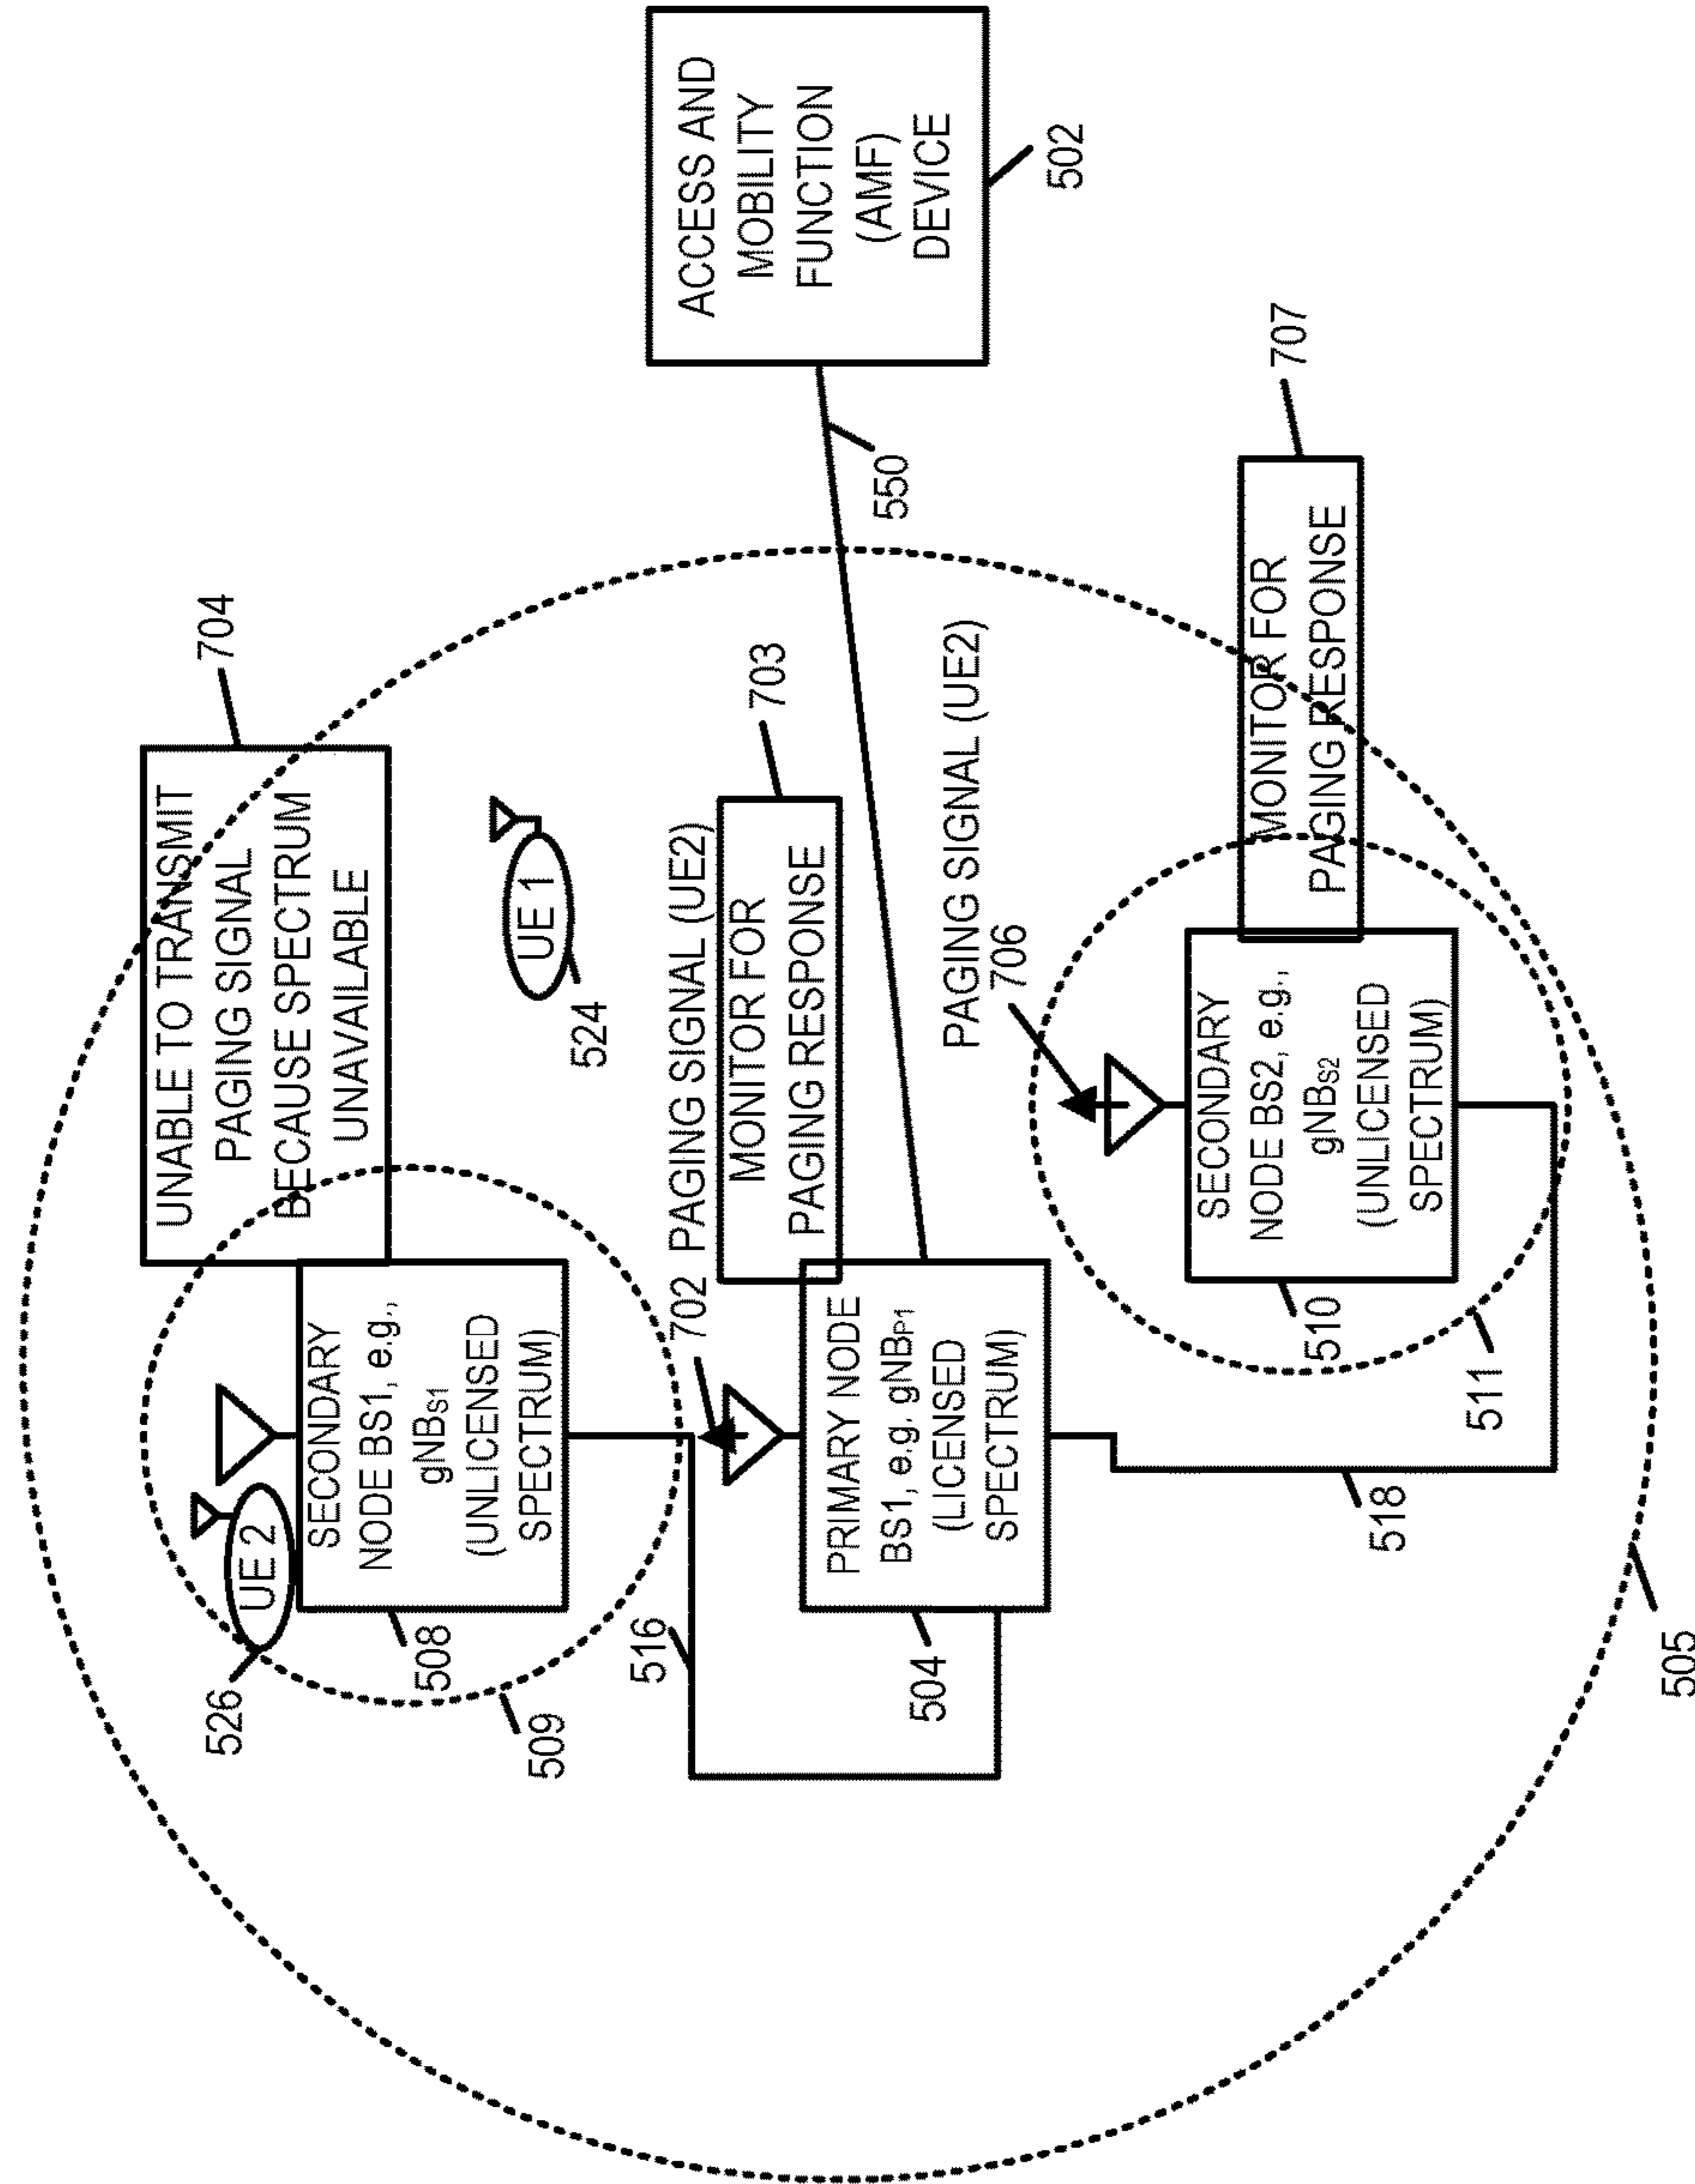 704
UNABLE TO TRANSMIT
PAGING SIGNAL
BECAUSE SPECTRUM
UNAVAILABLE
526
UE 2
SECONDARY
NODE BS1, e.g.,
gNBS1
(UNLICENSED
SPECTRUM)
508
509
UE 1
524
516
702
PAGING SIGNAL (UE2)
703
MONITOR FOR
PAGING RESPONSE
PRIMARY NODE
BS1, e.g. gNBP1
(LICENSED
SPECTRUM)
504
ACCESS AND
MOBILITY
FUNCTION
(AMF)
DEVICE
502
550
PAGING SIGNAL (UE2)
706
707
MONITOR FOR
PAGING RESPONSE
SECONDARY
NODE BS2, e.g.,
gNBS2
(UNLICENSED
SPECTRUM)
510
511
518
505